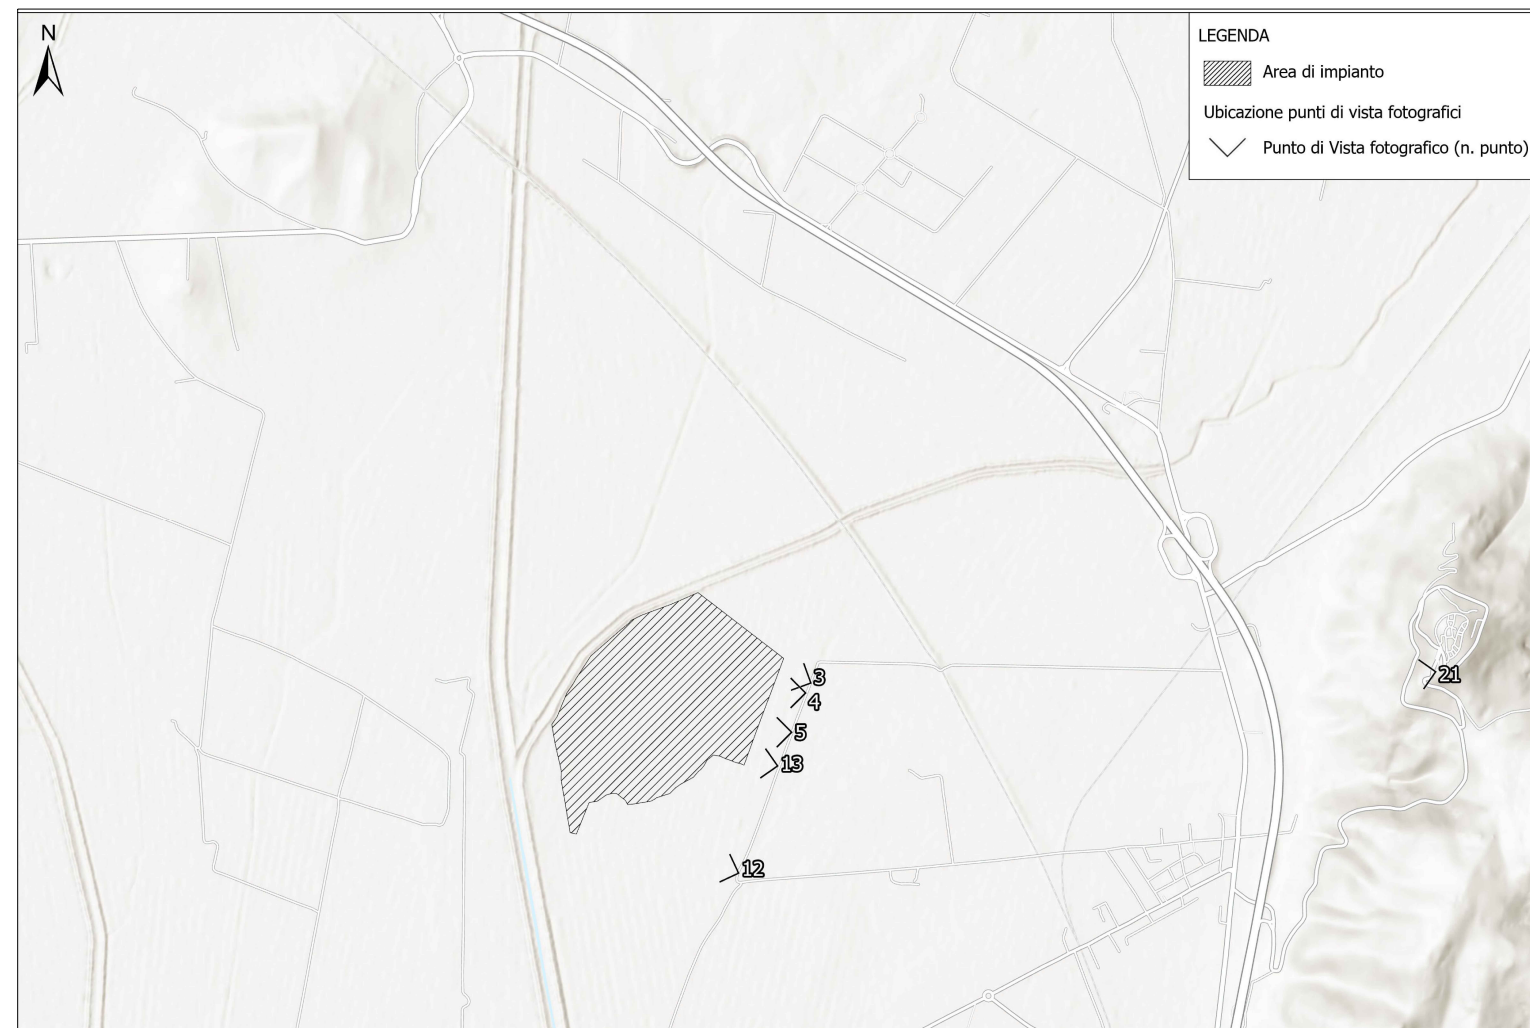 N
LEGENDA
Area di impianto
Ubicazione punti di vista fotografici
Punto di Vista fotografico (n. punto)
3
21
4
5
13
12